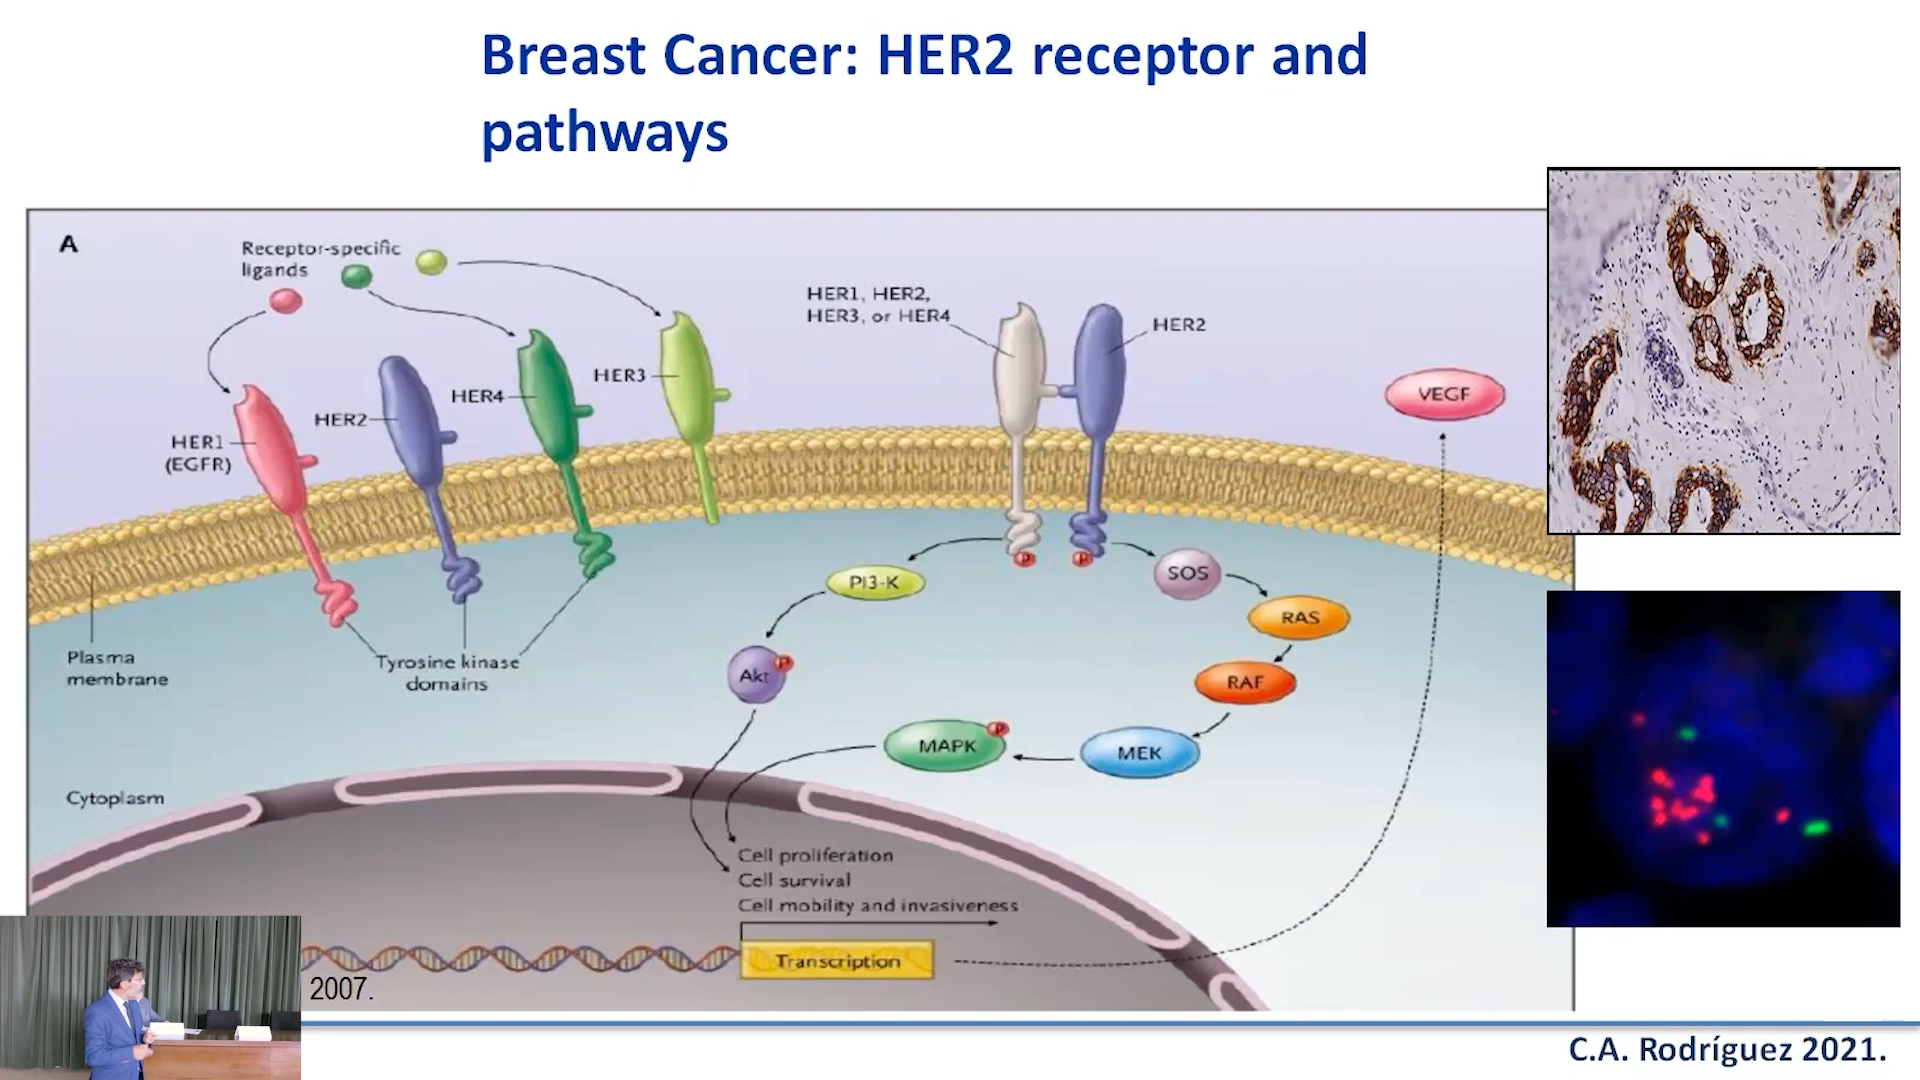 Breast Cancer: HER2 receptor and
pathways
A
Receptor-specific
ligands
HER1
(EGFR)
HER2
HER4
HER3
HER1, HER2,
HER3, or HER4
HER2
VEGF
P
P
PI3-K
SOS
RAS
RAF
MEK
MAPK
P
Akt
P
Plasma
membrane
Tyrosine kinase
domains
Cytoplasm
Cell proliferation
Cell survival
Cell mobility and invasiveness
Transcription
2007.
C.A. Rodríguez 2021.